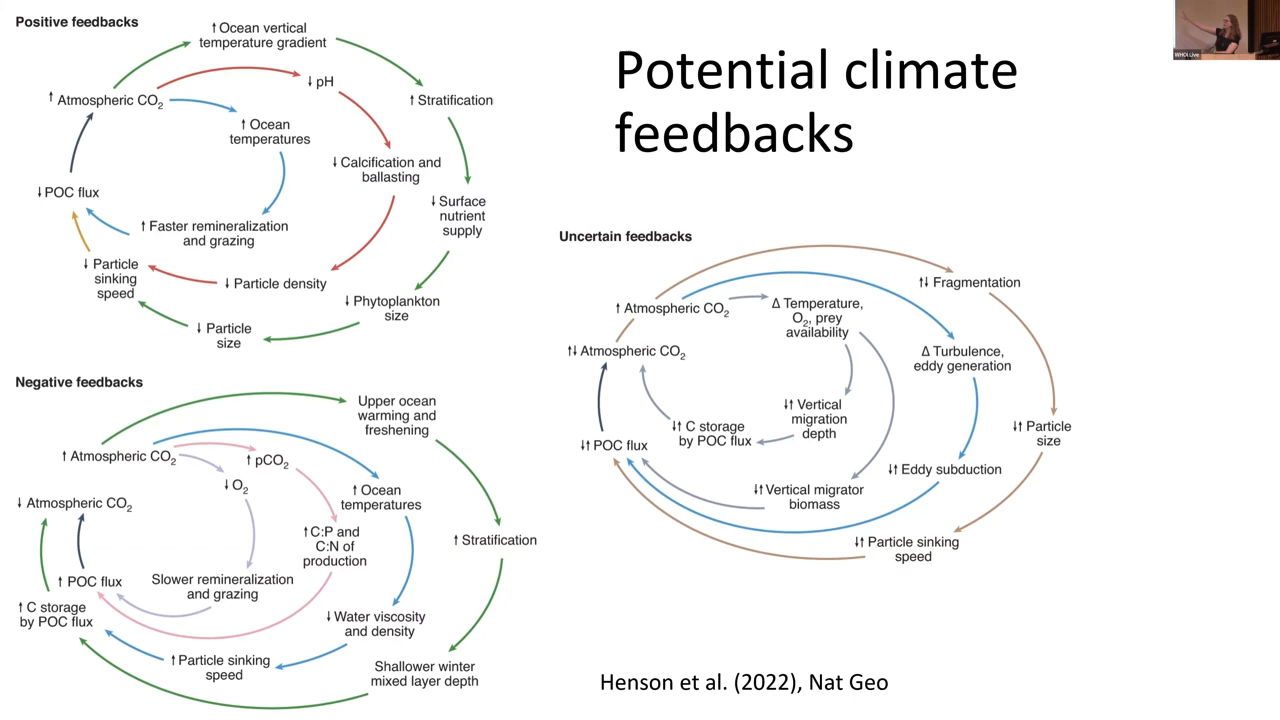 Positive feedbacks
↑ Ocean vertical
temperature gradient
↓ pH
↑ Atmospheric CO₂
↑ Stratification
↑ Ocean
temperatures
↓ Calcification and
ballasting
↓ POC flux
↓ Surface
nutrient
supply
↑ Faster remineralization
and grazing
↓ Particle
sinking
speed
↓ Particle density
↓ Phytoplankton
size
↓ Particle
size
Potential climate
feedbacks
WHOI Live
Negative feedbacks
Upper ocean
warming and
freshening
↑ Atmospheric CO₂
↑ pCO₂
↓ O₂
↑ Ocean
temperatures
↓ Atmospheric CO₂
↑ C:P and
C:N of
production
↑ Stratification
↑ POC flux
Slower remineralization
and grazing
↑ C storage
by POC flux
↓ Water viscosity
and density
↑ Particle sinking
speed
Shallower winter
mixed layer depth
Uncertain feedbacks
↑↓ Fragmentation
↑ Atmospheric CO₂
Δ Temperature,
O₂, prey
availability
↑↓ Atmospheric CO₂
Δ Turbulence,
eddy generation
↓↑ Vertical
migration
depth
↓↑ C storage
by POC flux
↓↑ Particle
size
↓↑ POC flux
↓↑ Eddy subduction
↓↑ Vertical migrator
biomass
↓↑ Particle sinking
speed
Henson et al. (2022), Nat Geo